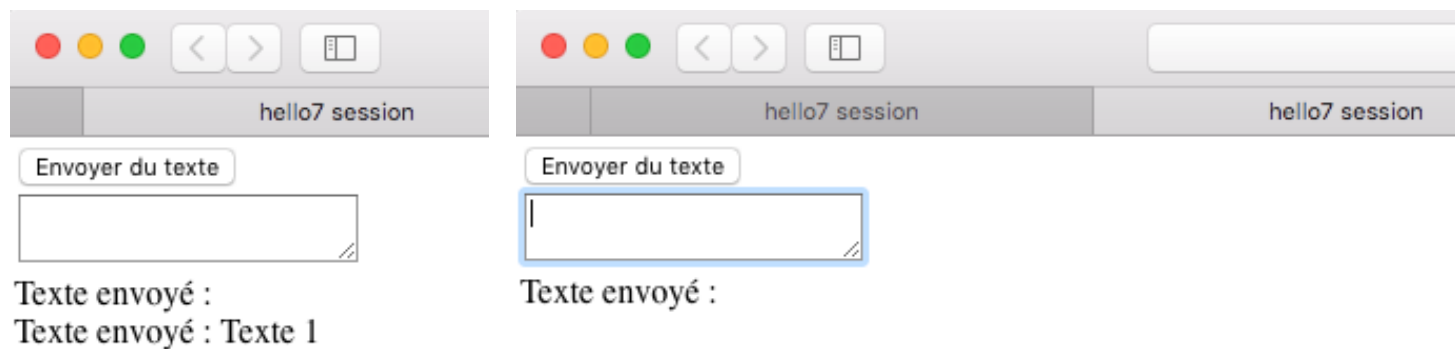 hello7 session
Envoyer du texte
Texte envoyé :
Texte envoyé : Texte 1
hello7 session
hello7 session
Envoyer du texte
Texte envoyé :